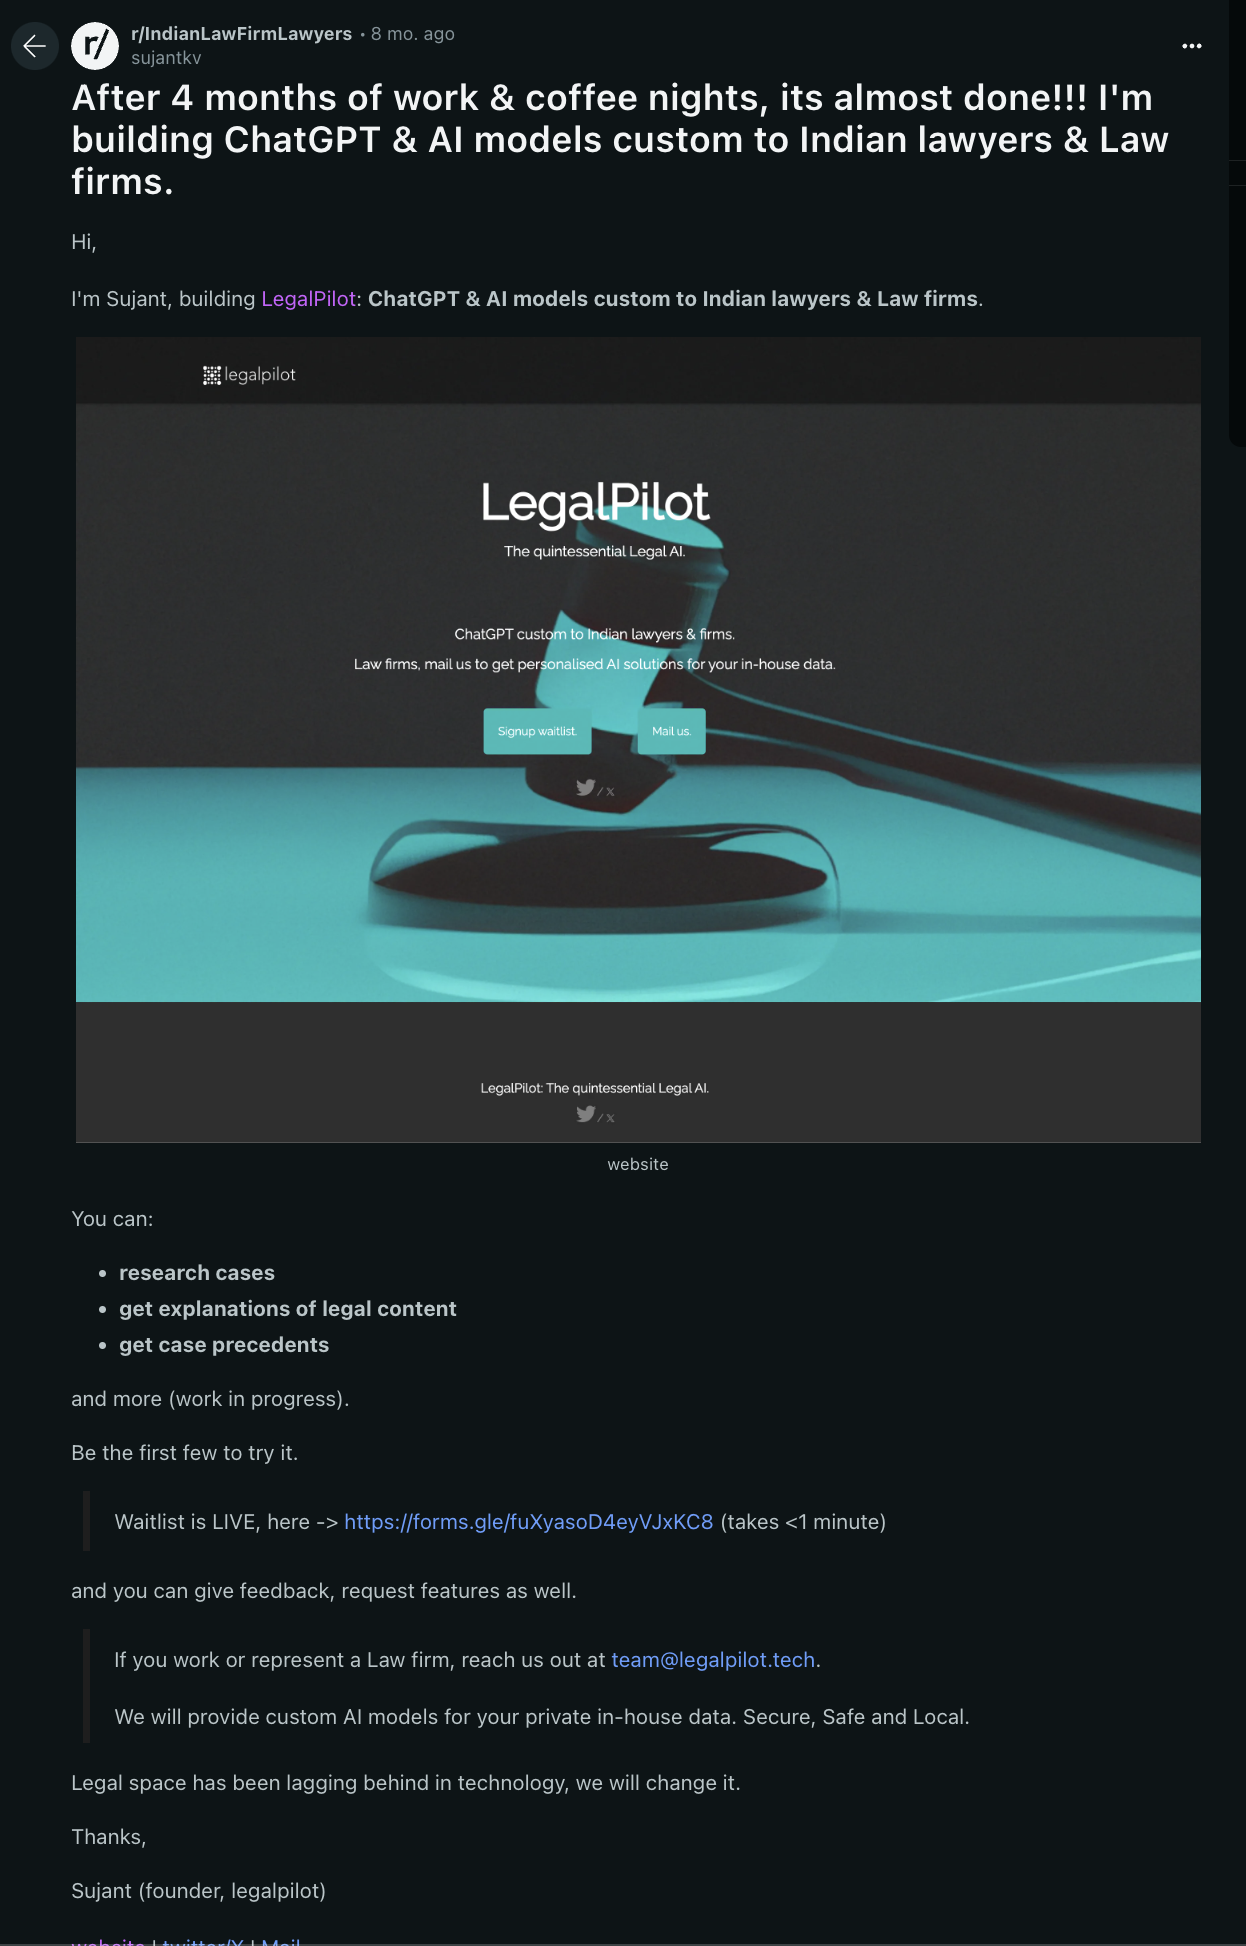 r/IndianLawFirmLawyers • 8 mo. ago
sujantkv
After 4 months of work & coffee nights, its almost done!!! I'm
building ChatGPT & AI models custom to Indian lawyers & Law
firms.
Hi,
I'm Sujant, building LegalPilot: ChatGPT & AI models custom to Indian lawyers & Law firms.
legalpilot
LegalPilot
The quintessential Legal AI.
ChatGPT custom to Indian lawyers & firms.
Law firms, mail us to get personalised AI solutions for your in-house data.
Signup waitlist. Mail us.
/ X
LegalPilot: The quintessential Legal AI.
/ X
website
You can:
• research cases
• get explanations of legal content
• get case precedents
and more (work in progress).
Be the first few to try it.
Waitlist is LIVE, here -> https://forms.gle/fuXyasoD4eyVJxKC8 (takes <1 minute)
and you can give feedback, request features as well.
If you work or represent a Law firm, reach us out at team@legalpilot.tech.
We will provide custom AI models for your private in-house data. Secure, Safe and Local.
Legal space has been lagging behind in technology, we will change it.
Thanks,
Sujant (founder, legalpilot)
website | twitter/X | Mail